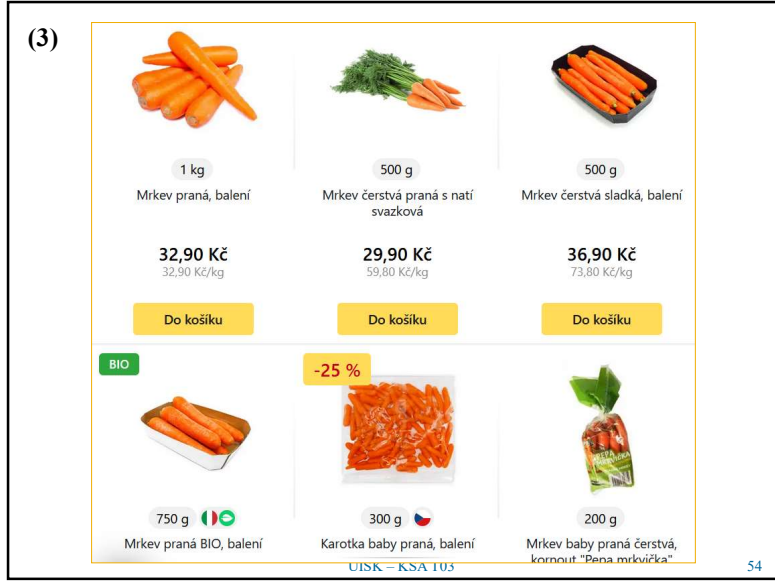 (3)
1 kg
Mrkev praná, balení
32,90 Kč
32,90 Kč/kg
Do košíku
500 g
Mrkev čerstvá praná s natí
svazková
29,90 Kč
59,80 Kč/kg
Do košíku
500 g
Mrkev čerstvá sladká, balení
36,90 Kč
73,80 Kč/kg
Do košíku
BIO
750 g
Mrkev praná BIO, balení
-25 %
300 g
Karotka baby praná, balení
PEPA
MRKVIČKA
200 g
Mrkev baby praná čerstvá,
kornout "Pepa mrkvička"
UISK – KSA 103
54